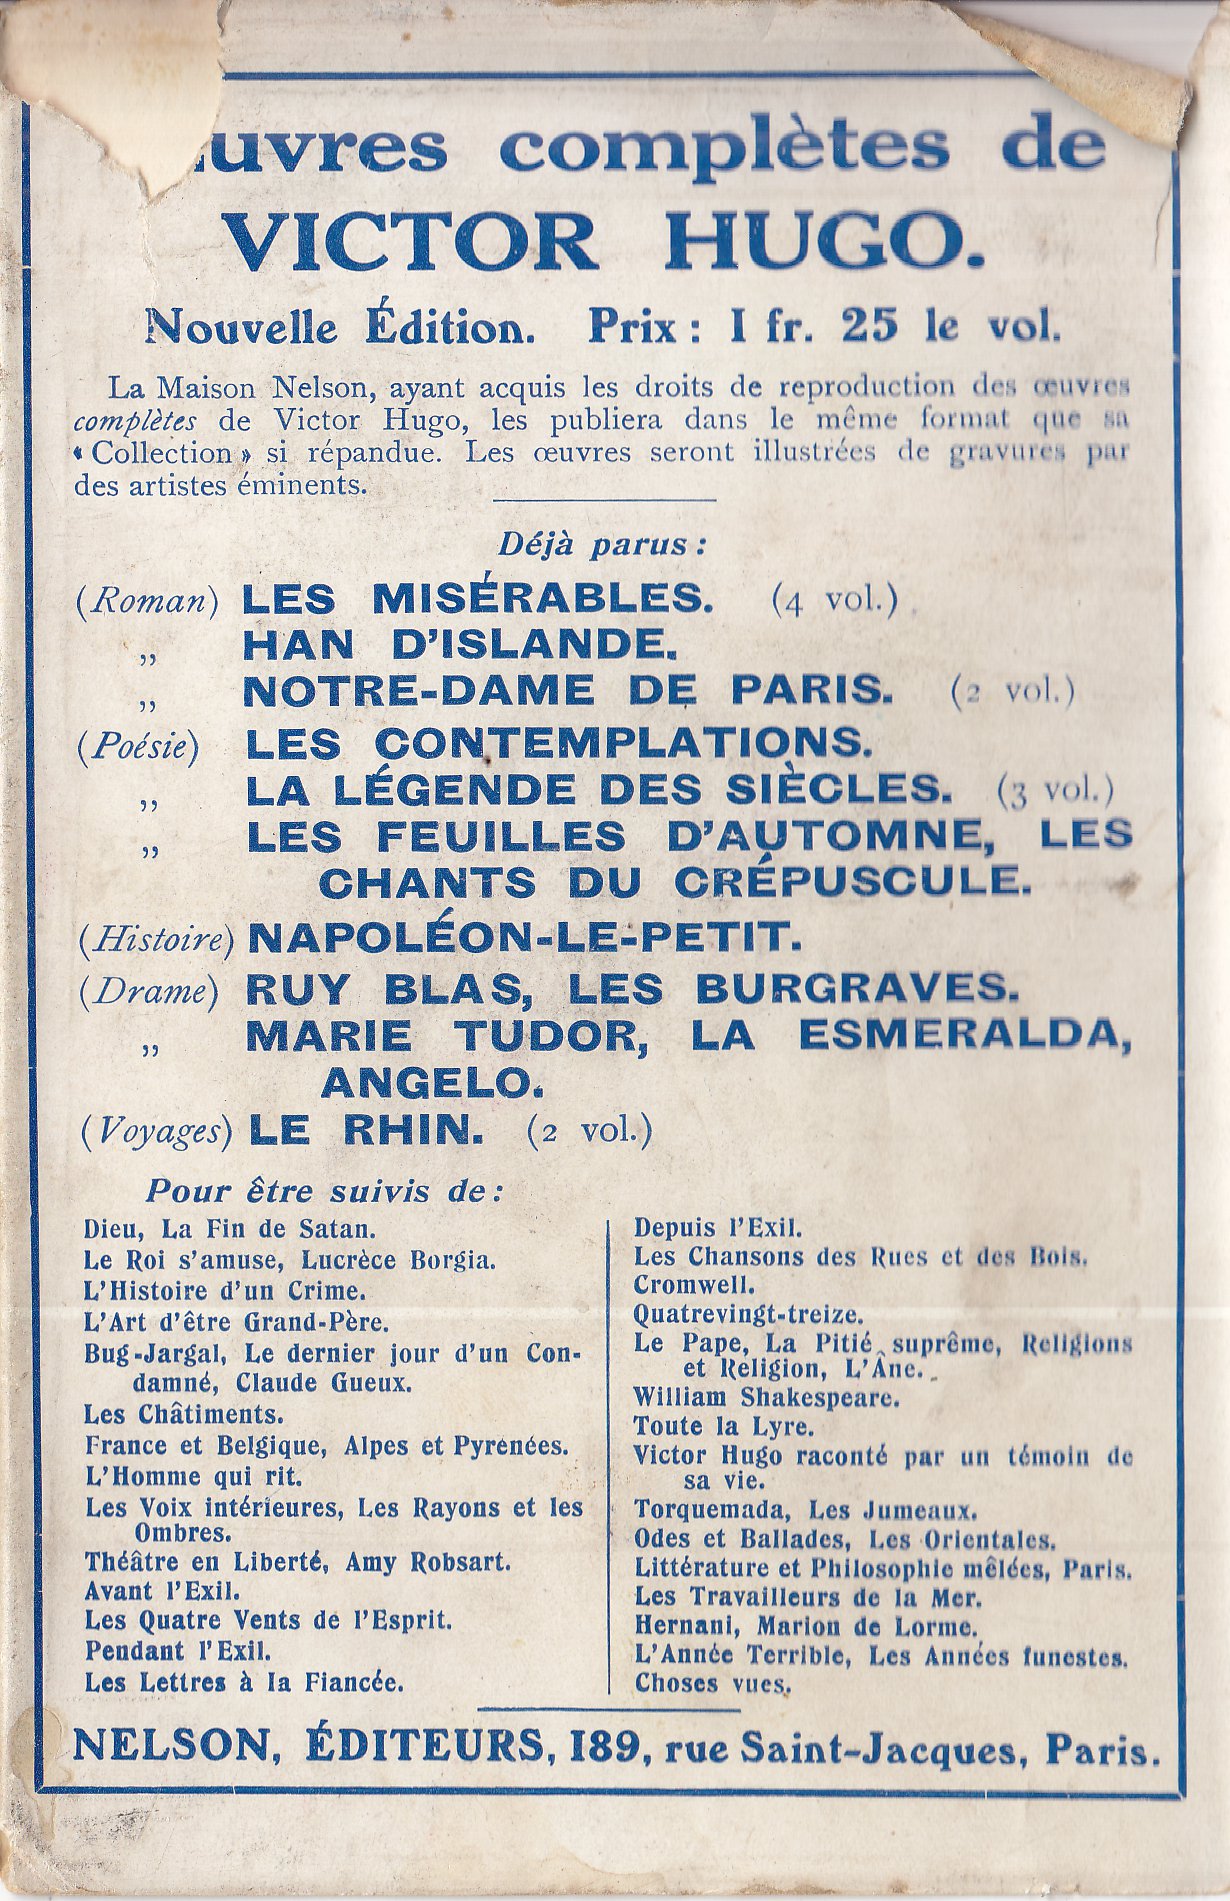 Œuvres complètes de
VICTOR HUGO.
Nouvelle Édition. Prix : 1 fr. 25 le vol.
La Maison Nelson, ayant acquis les droits de reproduction des œuvres
complètes de Victor Hugo, les publiera dans le même format que sa
« Collection » si répandue. Les œuvres seront illustrées de gravures par
des artistes éminents.
Déjà parus :
(Roman) LES MISÉRABLES. (4 vol.)
„ HAN D'ISLANDE.
„ NOTRE-DAME DE PARIS. (2 vol.)
(Poésie) LES CONTEMPLATIONS.
„ LA LÉGENDE DES SIÈCLES. (3 vol.)
„ LES FEUILLES D'AUTOMNE, LES
CHANTS DU CRÉPUSCULE.
(Histoire) NAPOLÉON-LE-PETIT.
(Drame) RUY BLAS, LES BURGRAVES.
„ MARIE TUDOR, LA ESMERALDA,
ANGELO.
(Voyages) LE RHIN. (2 vol.)
Pour être suivis de :
Dieu, La Fin de Satan.
Le Roi s'amuse, Lucrèce Borgia.
L'Histoire d'un Crime.
L'Art d'être Grand-Père.
Bug-Jargal, Le dernier jour d'un Con-
damné, Claude Gueux.
Les Châtiments.
France et Belgique, Alpes et Pyrénées.
L'Homme qui rit.
Les Voix intérieures, Les Rayons et les
Ombres.
Théâtre en Liberté, Amy Robsart.
Avant l'Exil.
Les Quatre Vents de l'Esprit.
Pendant l'Exil.
Les Lettres à la Fiancée.
Depuis l'Exil.
Les Chansons des Rues et des Bois.
Cromwell.
Quatrevingt-treize.
Le Pape, La Pitié suprême, Religions
et Religion, L'Âne.
William Shakespeare.
Toute la Lyre.
Victor Hugo raconté par un témoin de
sa vie.
Torquemada, Les Jumeaux.
Odes et Ballades, Les Orientales.
Littérature et Philosophie mêlées, Paris.
Les Travailleurs de la Mer.
Hernani, Marion de Lorme.
L'Année Terrible, Les Années funestes.
Choses vues.
NELSON, ÉDITEURS, 189, rue Saint-Jacques, Paris.